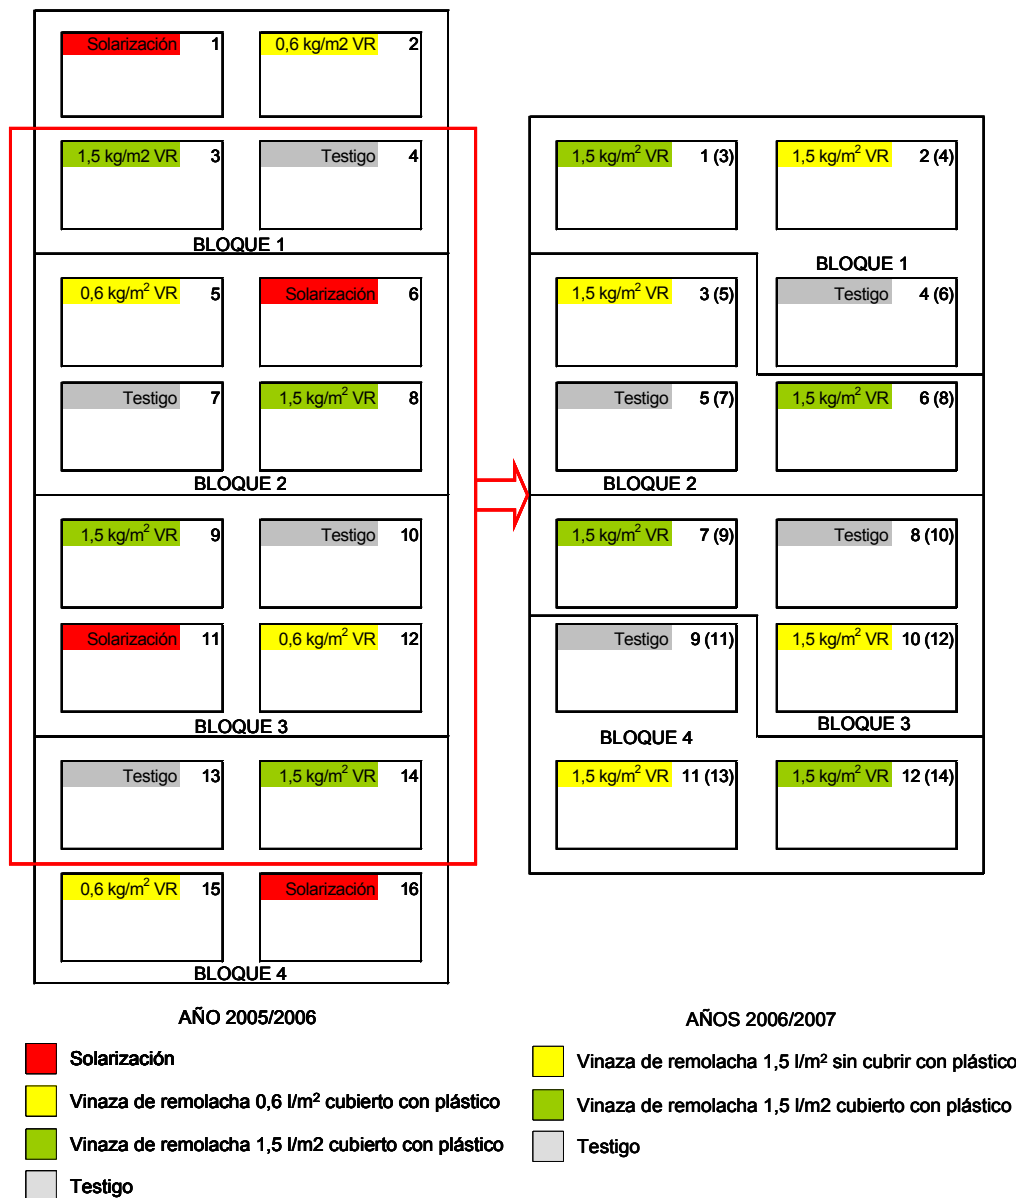 Solarización 1
0,6 kg/m2 VR 2
1,5 kg/m2 VR 3
Testigo 4
BLOQUE 1
0,6 kg/m² VR 5
Solarización 6
Testigo 7
1,5 kg/m² VR 8
BLOQUE 2
1,5 kg/m² VR 9
Testigo 10
Solarización 11
0,6 kg/m² VR 12
BLOQUE 3
Testigo 13
1,5 kg/m² VR 14
0,6 kg/m² VR 15
Solarización 16
BLOQUE 4
AÑO 2005/2006
Solarización
Vinaza de remolacha 0,6 l/m² cubierto con plástico
Vinaza de remolacha 1,5 l/m2 cubierto con plástico
Testigo
1,5 kg/m² VR 1 (3)
1,5 kg/m² VR 2 (4)
BLOQUE 1
1,5 kg/m² VR 3 (5)
Testigo 4 (6)
Testigo 5 (7)
1,5 kg/m² VR 6 (8)
BLOQUE 2
1,5 kg/m² VR 7 (9)
Testigo 8 (10)
Testigo 9 (11)
1,5 kg/m² VR 10 (12)
BLOQUE 3
BLOQUE 4
1,5 kg/m² VR 11 (13)
1,5 kg/m² VR 12 (14)
AÑOS 2006/2007
Vinaza de remolacha 1,5 l/m² sin cubrir con plástico
Vinaza de remolacha 1,5 l/m2 cubierto con plástico
Testigo